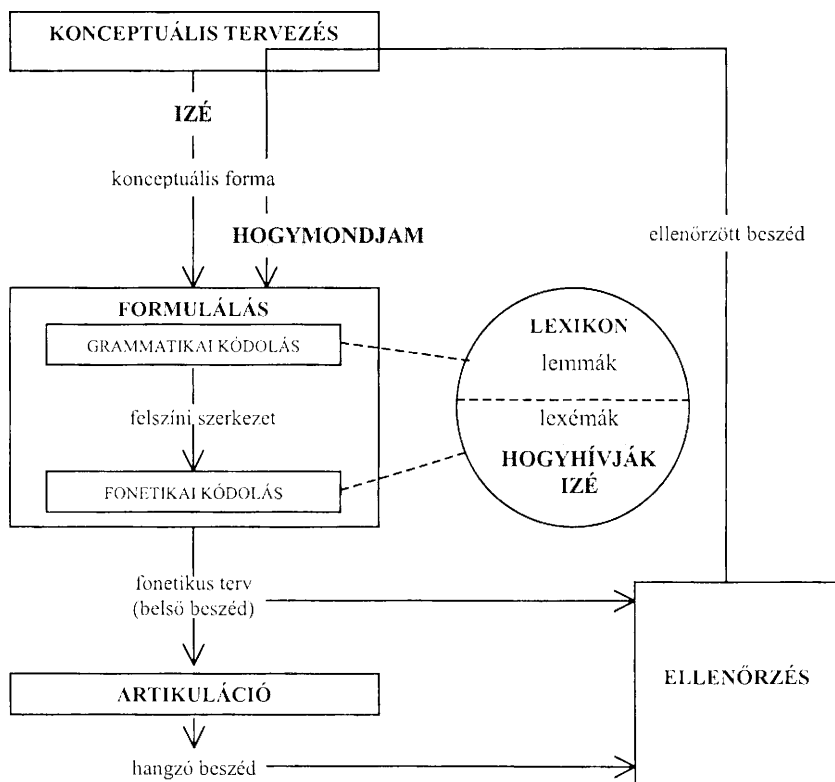 KONCEPTUÁLIS TERVEZÉS
IZÉ
konceptuális forma
HOGYMONDJAM
ellenőrzött beszéd
FORMULÁLÁS
GRAMMATIKAI KÓDOLÁS
felszíni szerkezet
FONETIKAI KÓDOLÁS
LEXIKON
lemmák
lexémák
HOGYHÍVJÁK
IZÉ
fonetikus terv
(belső beszéd)
ELLENŐRZÉS
ARTIKULÁCIÓ
hangzó beszéd